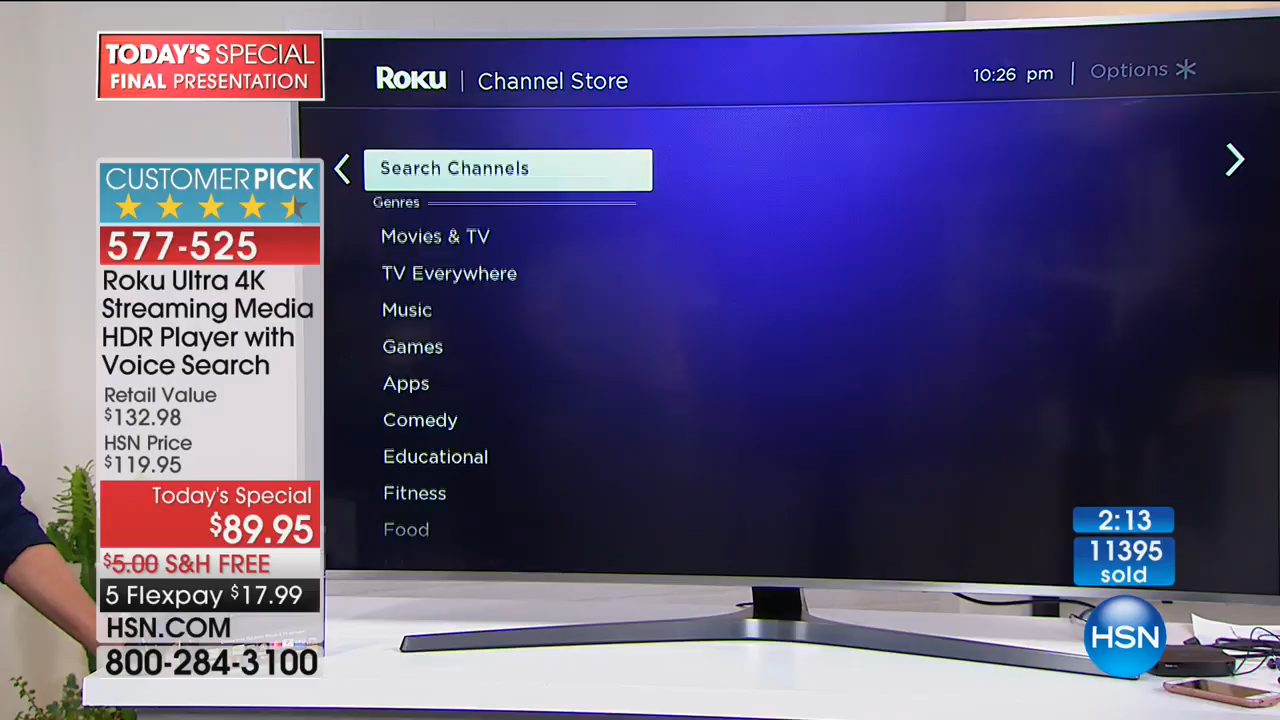 TODAY'S SPECIAL
FINAL PRESENTATION
CUSTOMER PICK
577-525
Roku Ultra 4K
Streaming Media
HDR Player with
Voice Search
Retail Value
$132.98
HSN Price
$119.95
Today's Special
$89.95
$5.00 S&H FREE
5 Flexpay $17.99
HSN.COM
800-284-3100
ROKU | Channel Store
10:26 pm | Options
Search Channels
Genres
Movies & TV
TV Everywhere
Music
Games
Apps
Comedy
Educational
Fitness
Food
2:13
11395
sold
HSN